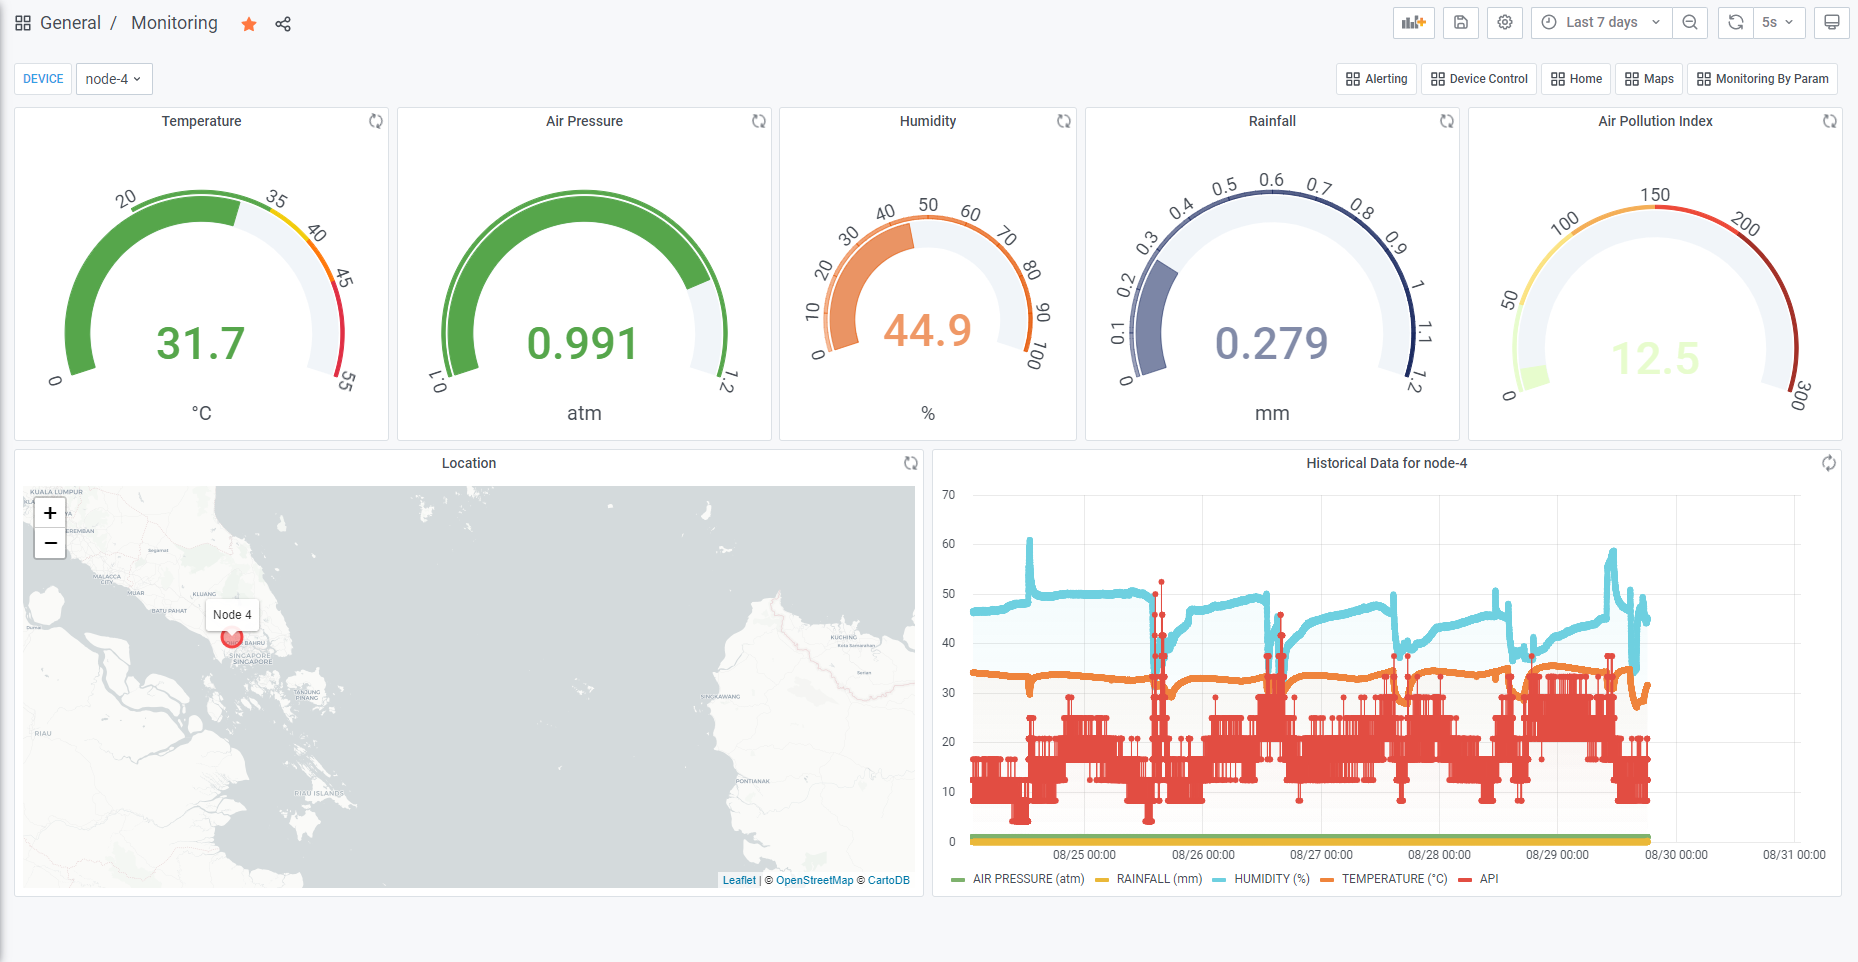 General / Monitoring
Last 7 days
5s
DEVICE node-4
Alerting
Device Control
Home
Maps
Monitoring By Param
Temperature
0 20 35 40 45 55
31.7
°C
Air Pressure
0.1 1.2
0.991
atm
Humidity
0 10 20 30 40 50 60 70 80 90 100
44.9
%
Rainfall
0 0.1 0.2 0.3 0.4 0.5 0.6 0.7 0.8 0.9 1 1.1 1.2
0.279
mm
Air Pollution Index
0 50 100 150 200 300
12.5
Location
+
−
KUALA LUMPUR
EREMBAN
Segamat
MALACCA
CITY
MUAR
KLUANG
BATU PAHAT
Node 4
BAHRU
SINGAPORE
SINGAPORE
TANJUNG
PINANG
KUCHING
Kota Samarahan
Serian
SINGKAWANG
RIAU
PONTIANAK
RIAU ISLANDS
Dumai
Leaflet | © OpenStreetMap © CartoDB
Historical Data for node-4
70
60
50
40
30
20
10
0
08/25 00:00 08/26 00:00 08/27 00:00 08/28 00:00 08/29 00:00 08/30 00:00 08/31 00:00
AIR PRESSURE (atm) RAINFALL (mm) HUMIDITY (%) TEMPERATURE (°C) API